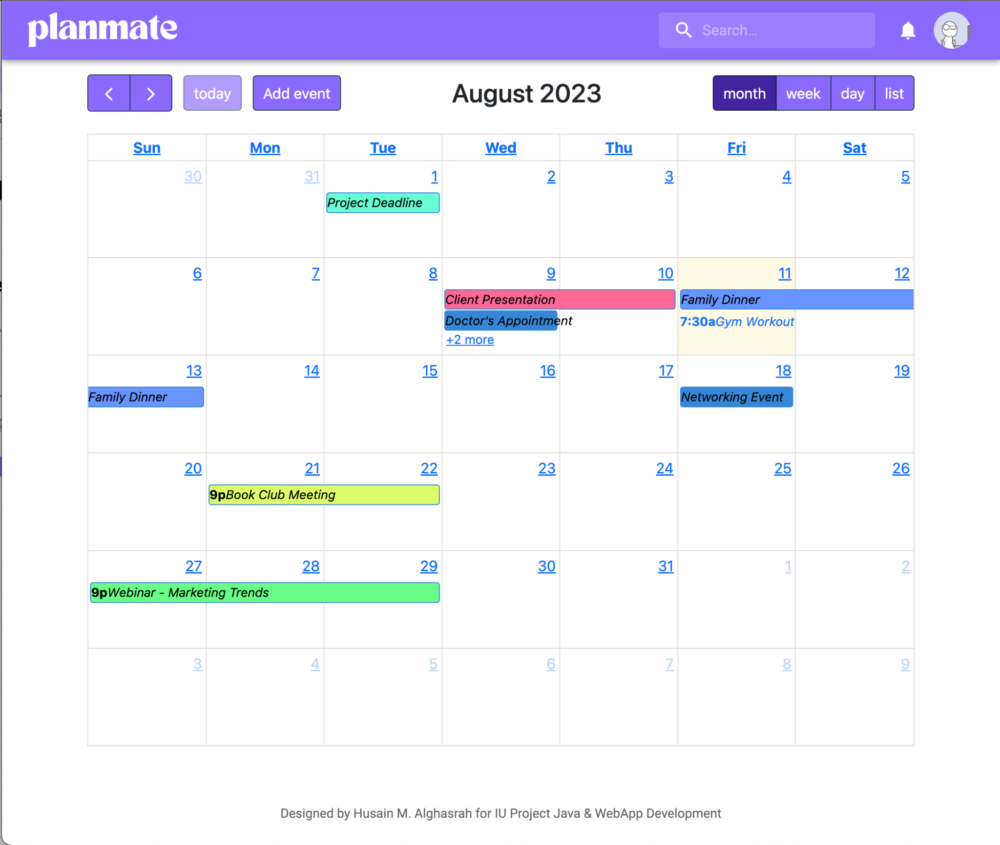 planmate
Search...
today Add event August 2023 month week day list
Sun Mon Tue Wed Thu Fri Sat
30 31 1 2 3 4 5
Project Deadline
6 7 8 9 10 11 12
Client Presentation Family Dinner
Doctor's Appointment 7:30aGym Workout
+2 more
13 14 15 16 17 18 19
Family Dinner Networking Event
20 21 22 23 24 25 26
9pBook Club Meeting
27 28 29 30 31 1 2
9pWebinar - Marketing Trends
3 4 5 6 7 8 9
Designed by Husain M. Alghasrah for IU Project Java & WebApp Development